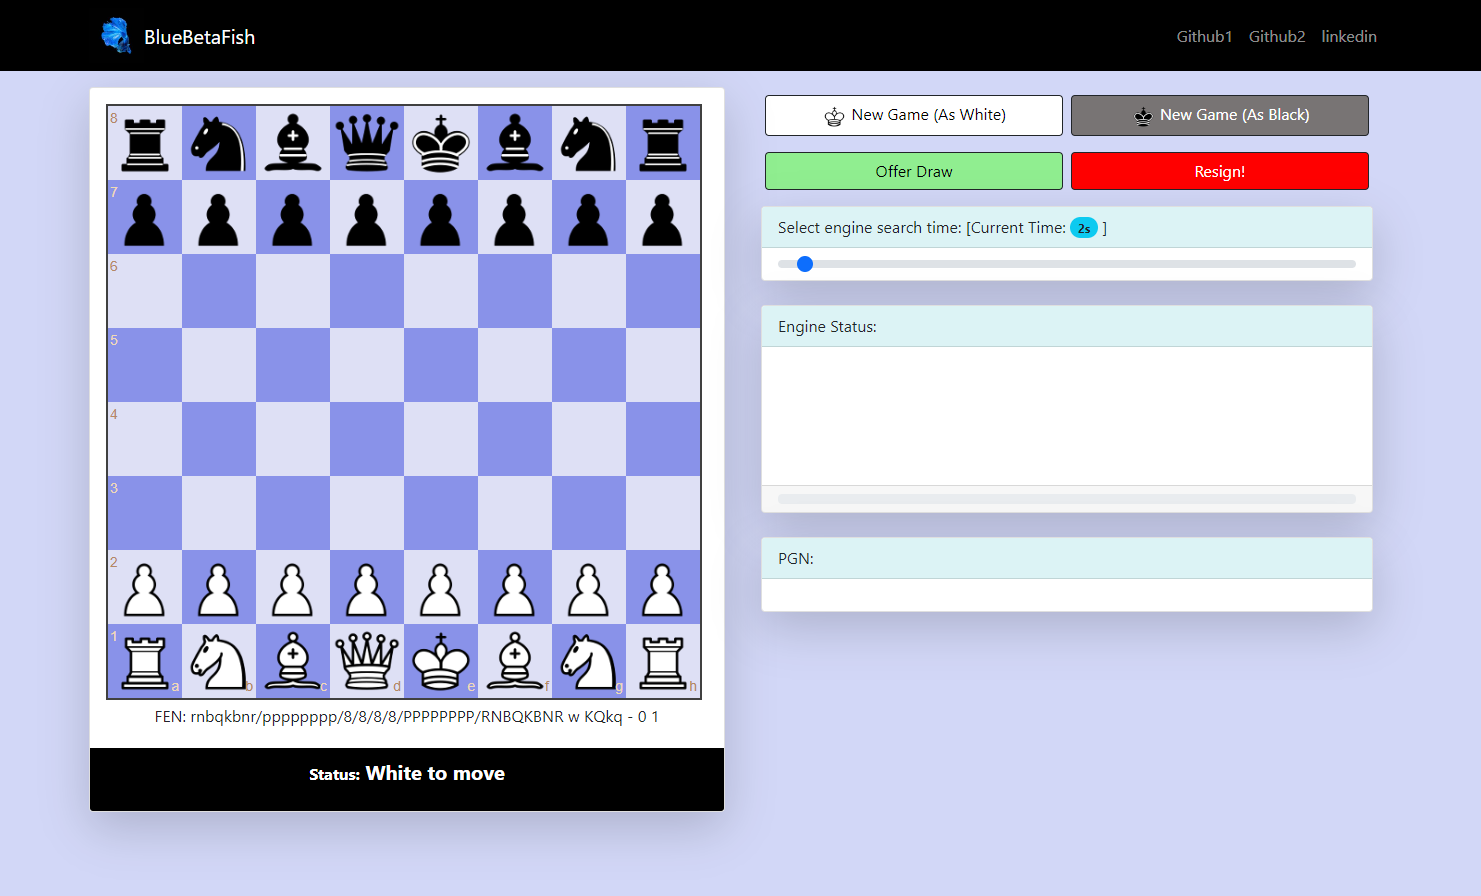 BlueBetaFish
Github1 Github2 linkedin
8
7
6
5
4
3
2
1
a b c d e f g h
FEN: rnbqkbnr/pppppppp/8/8/8/8/PPPPPPPP/RNBQKBNR w KQkq - 0 1
Status: White to move
New Game (As White)
New Game (As Black)
Offer Draw
Resign!
Select engine search time: [Current Time: 2s ]
Engine Status:
PGN: